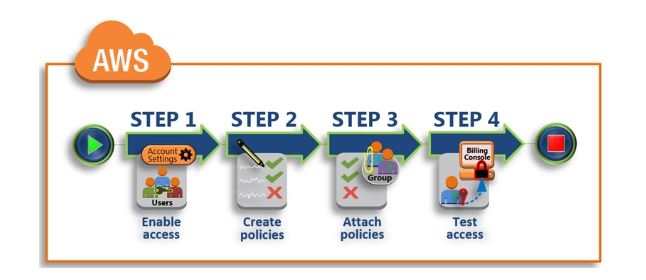 AWS
STEP 1
STEP 2
STEP 3
STEP 4
Account
Settings
Users
Group
Billing
Console
Enable
access
Create
policies
Attach
policies
Test
access